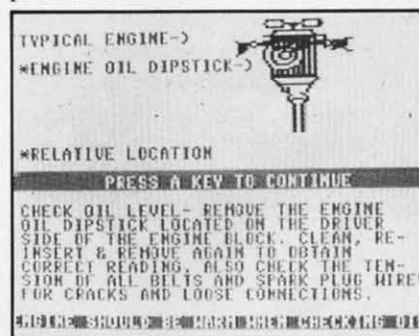 TYPICAL ENGINE-)
*ENGINE OIL DIPSTICK-)
*RELATIVE LOCATION
PRESS A KEY TO CONTINUE
CHECK OIL LEVEL- REMOVE THE ENGINE
OIL DIPSTICK LOCATED ON THE DRIVER
SIDE OF THE ENGINE BLOCK. CLEAN, RE-
INSERT & REMOVE AGAIN TO OBTAIN
CORRECT READING. ALSO CHECK THE TEN-
SION OF ALL BELTS AND SPARK PLUG WIRES
FOR CRACKS AND LOOSE CONNECTIONS.
ENGINE SHOULD BE WARM WHEN CHECKING